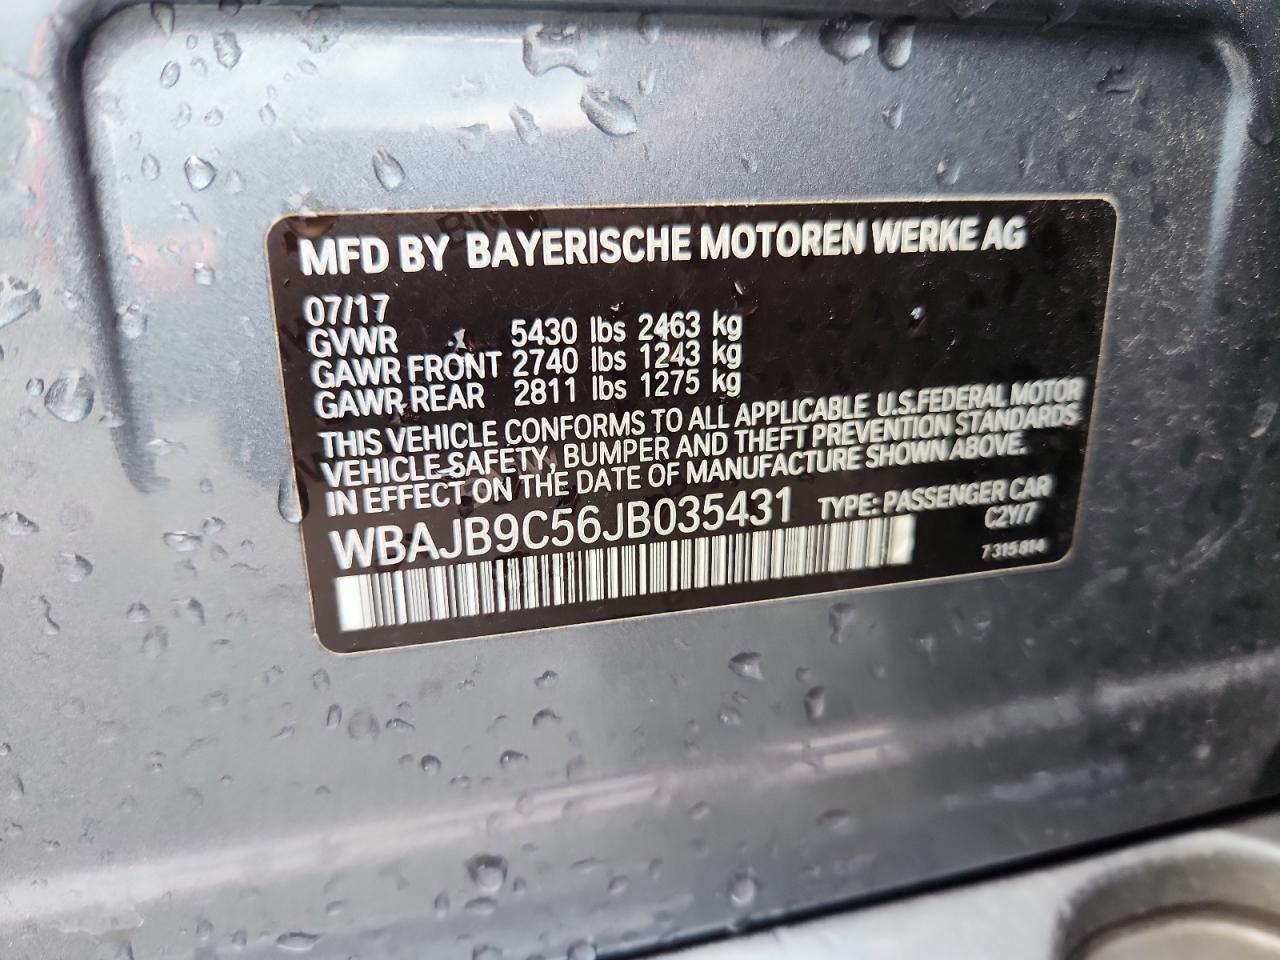 MFD BY BAYERISCHE MOTOREN WERKE AG
07/17
GVWR 5430 lbs 2463 kg
GAWR FRONT 2740 lbs 1243 kg
GAWR REAR 2811 lbs 1275 kg
THIS VEHICLE CONFORMS TO ALL APPLICABLE U.S.FEDERAL MOTOR
VEHICLE SAFETY, BUMPER AND THEFT PREVENTION STANDARDS
IN EFFECT ON THE DATE OF MANUFACTURE SHOWN ABOVE.
WBAJB9C56JB035431 TYPE: PASSENGER CAR
C2Y/7
7 315 814